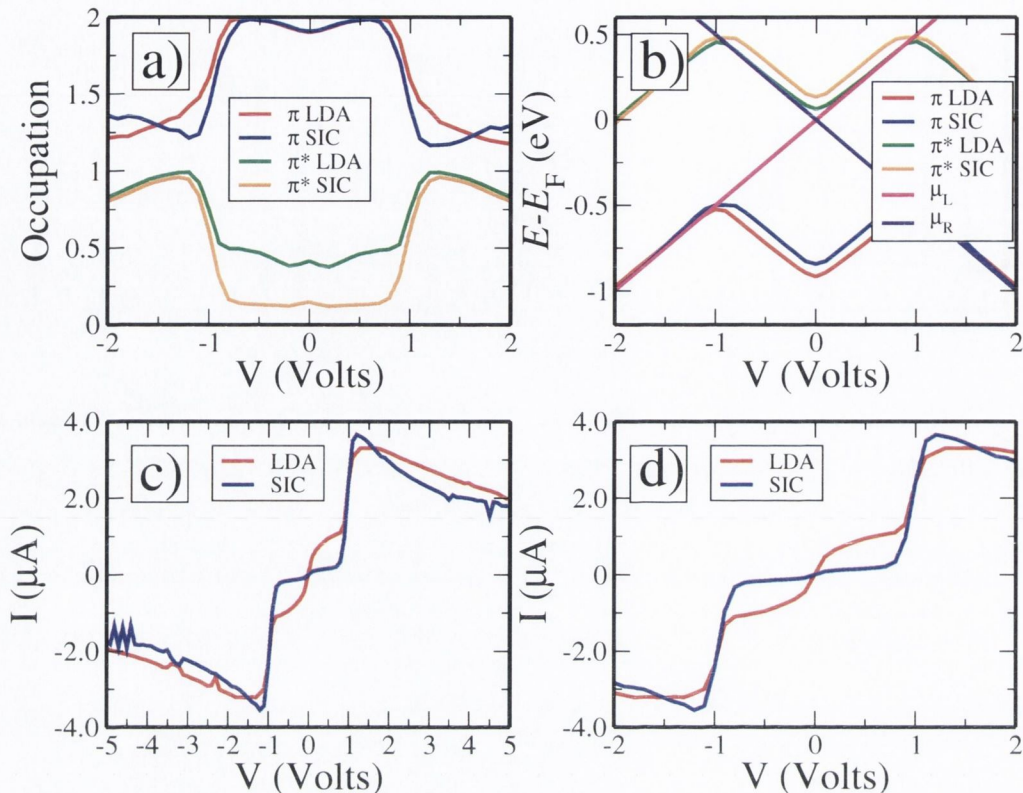 a)
Occupation
2
1.5
1
0.5
0
π LDA
π SIC
π* LDA
π* SIC
-2 -1 0 1 2
V (Volts)
b)
E-E_F (eV)
0.5
0
-0.5
-1
π LDA
π SIC
π* LDA
π* SIC
μ_L
μ_R
-2 -1 0 1 2
V (Volts)
c)
I (μA)
4.0
2.0
0
-2.0
-4.0
LDA
SIC
-5 -4 -3 -2 -1 0 1 2 3 4 5
V (Volts)
d)
I (μA)
4.0
2.0
0
-2.0
-4.0
LDA
SIC
-2 -1 0 1 2
V (Volts)